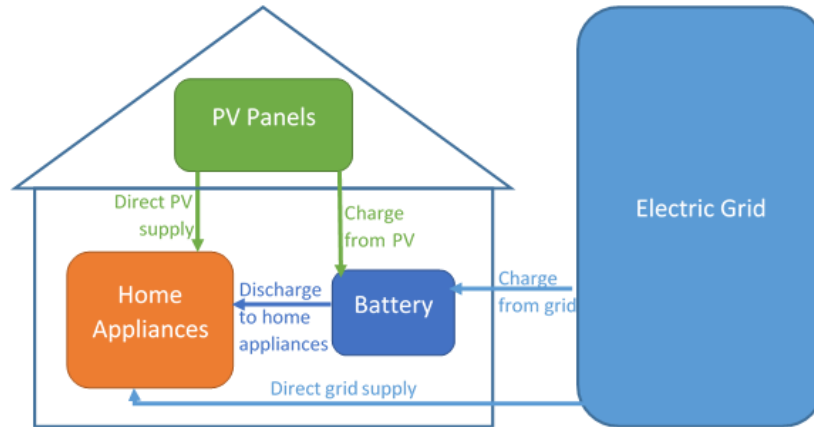 PV Panels
Electric Grid
Direct PV
supply
Charge
from PV
Home
Appliances
Discharge
to home
appliances
Battery
Charge
from grid
Direct grid supply